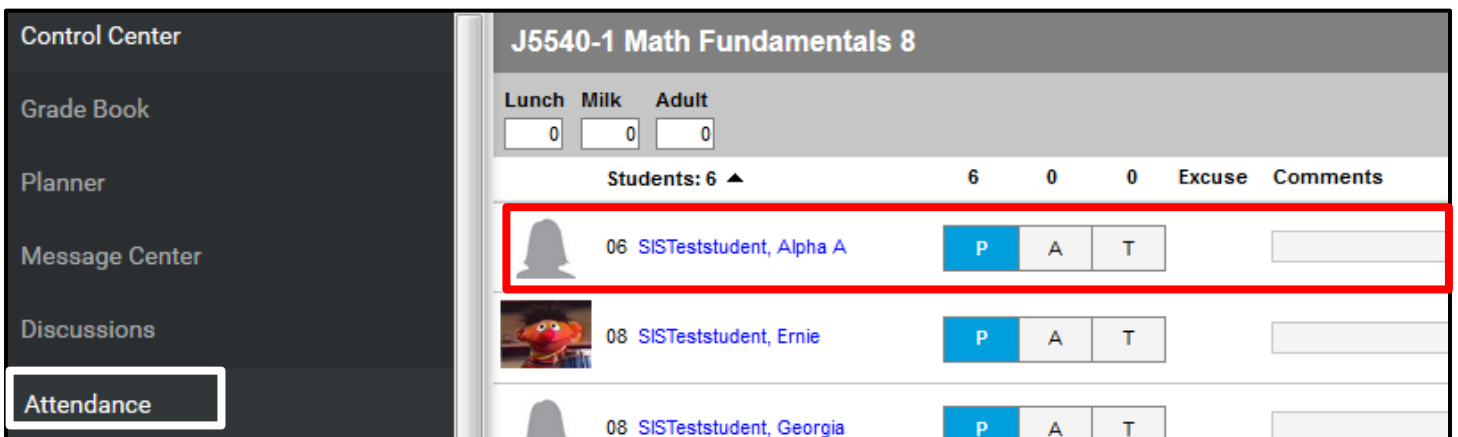 Control Center
Grade Book
Planner
Message Center
Discussions
Attendance
J5540-1 Math Fundamentals 8
Lunch Milk Adult
0 0 0
Students: 6 ▲ 6 0 0 Excuse Comments
06 SISTeststudent, Alpha A P A T
08 SISTeststudent, Ernie P A T
08 SISTeststudent, Georgia P A T